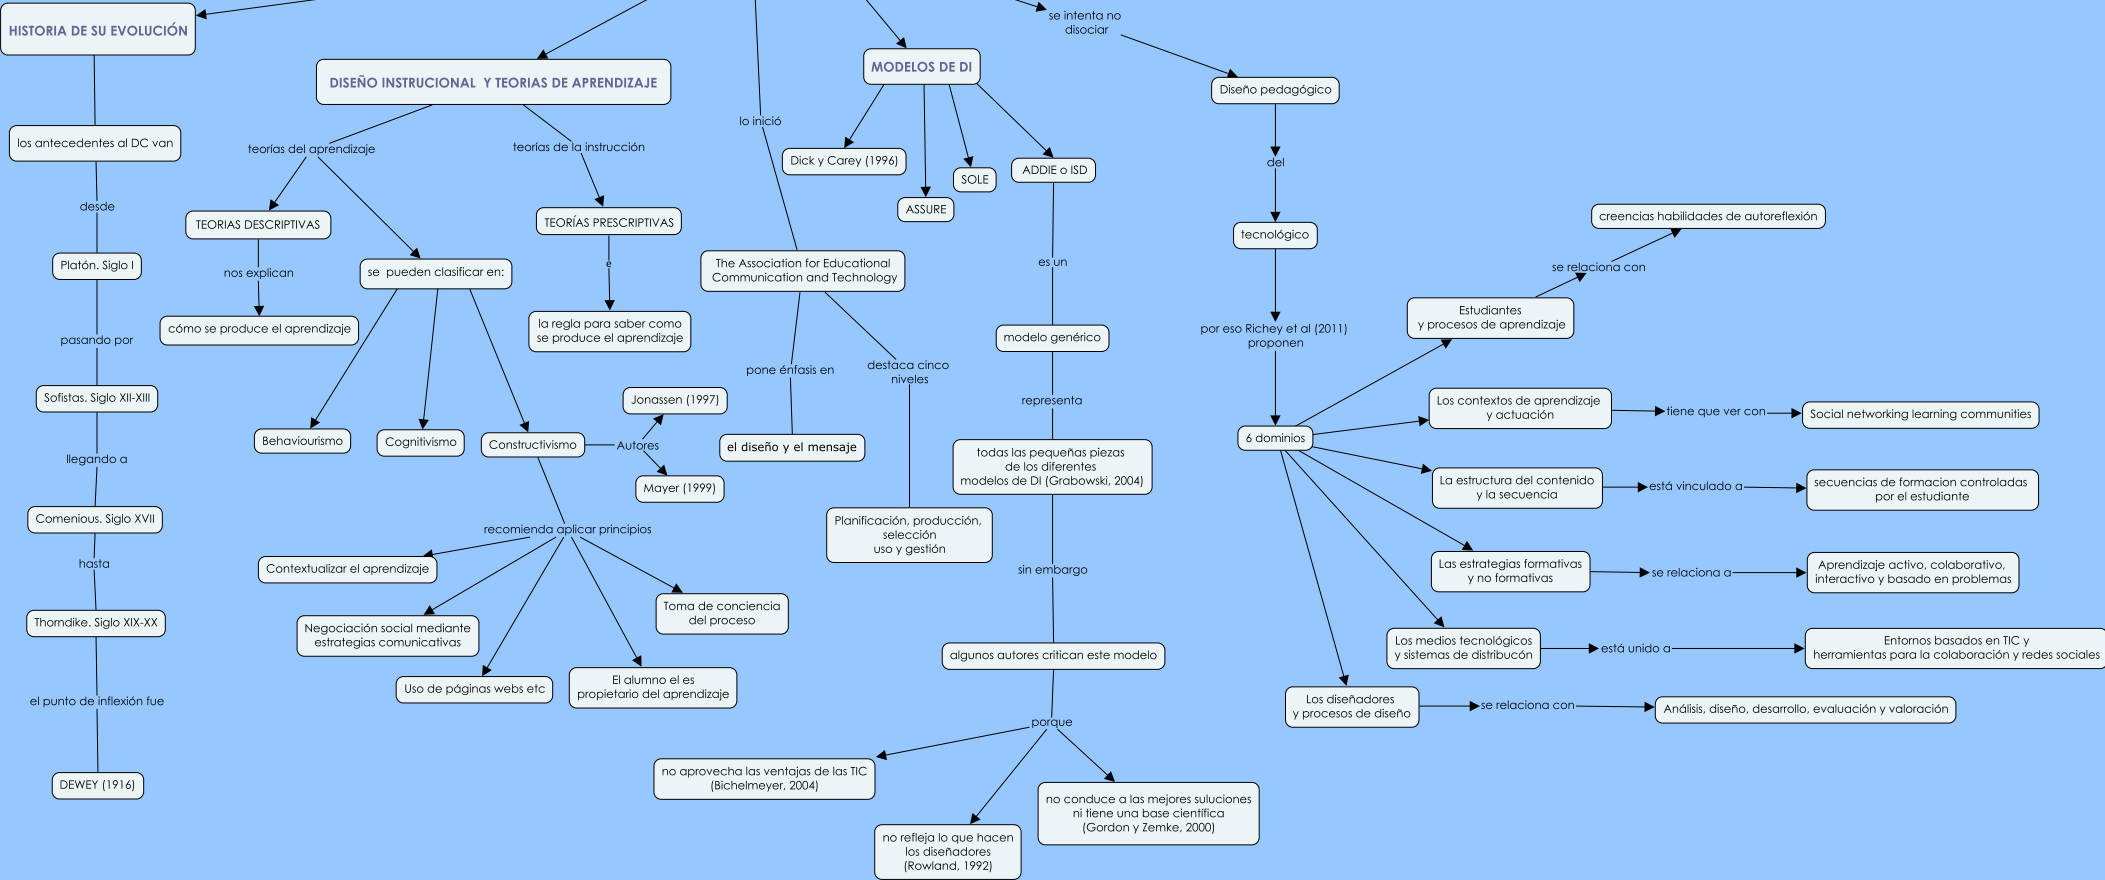 HISTORIA DE SU EVOLUCIÓN
los antecedentes al DC van
desde
Platón. Siglo I
pasando por
Sofistas. Siglo XII-XIII
llegando a
Comenious. Siglo XVII
hasta
Thorndike. Siglo XIX-XX
el punto de inflexión fue
DEWEY (1916)
DISEÑO INSTRUCIONAL Y TEORIAS DE APRENDIZAJE
teorías del aprendizaje
TEORIAS DESCRIPTIVAS
nos explican
cómo se produce el aprendizaje
se pueden clasificar en:
Behaviourismo
Cognitivismo
Constructivismo
Autores
Jonassen (1997)
Mayer (1999)
recomienda aplicar principios
Contextualizar el aprendizaje
Negociación social mediante
estrategias comunicativas
Uso de páginas webs etc
El alumno el es
propietario del aprendizaje
Toma de conciencia
del proceso
teorías de la instrucción
TEORÍAS PRESCRIPTIVAS
e
la regla para saber como
se produce el aprendizaje
lo inició
The Association for Educational
Communication and Technology
pone énfasis en
el diseño y el mensaje
destaca cinco
niveles
Planificación, producción,
selección
uso y gestión
MODELOS DE DI
Dick y Carey (1996)
ASSURE
SOLE
ADDIE o ISD
es un
modelo genérico
representa
todas las pequeñas piezas
de los diferentes
modelos de DI (Grabowski, 2004)
sin embargo
algunos autores critican este modelo
porque
no aprovecha las ventajas de las TIC
(Bichelmeyer, 2004)
no refleja lo que hacen
los diseñadores
(Rowland, 1992)
no conduce a las mejores suluciones
ni tiene una base científica
(Gordon y Zemke, 2000)
se intenta no
disociar
Diseño pedagógico
del
tecnológico
por eso Richey et al (2011)
proponen
6 dominios
Estudiantes
y procesos de aprendizaje
se relaciona con
creencias habilidades de autoreflexión
Los contextos de aprendizaje
y actuación
tiene que ver con
Social networking learning communities
La estructura del contenido
y la secuencia
está vinculado a
secuencias de formacion controladas
por el estudiante
Las estrategias formativas
y no formativas
se relaciona a
Aprendizaje activo, colaborativo,
interactivo y basado en problemas
Los medios tecnológicos
y sistemas de distribucón
está unido a
Entornos basados en TIC y
herramientas para la colaboración y redes sociales
Los diseñadores
y procesos de diseño
se relaciona con
Análisis, diseño, desarrollo, evaluación y valoración